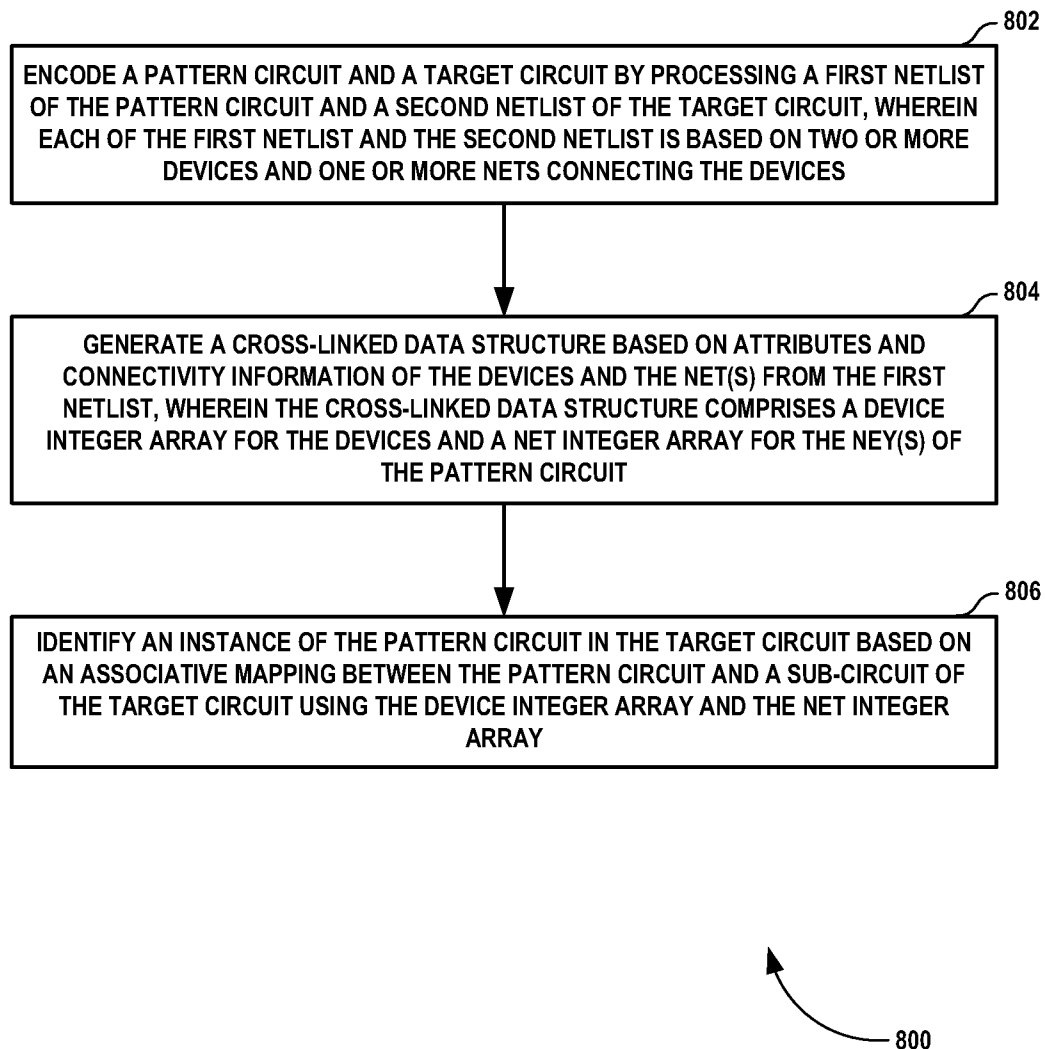 802
ENCODE A PATTERN CIRCUIT AND A TARGET CIRCUIT BY PROCESSING A FIRST NETLIST
OF THE PATTERN CIRCUIT AND A SECOND NETLIST OF THE TARGET CIRCUIT, WHEREIN
EACH OF THE FIRST NETLIST AND THE SECOND NETLIST IS BASED ON TWO OR MORE
DEVICES AND ONE OR MORE NETS CONNECTING THE DEVICES
804
GENERATE A CROSS-LINKED DATA STRUCTURE BASED ON ATTRIBUTES AND
CONNECTIVITY INFORMATION OF THE DEVICES AND THE NET(S) FROM THE FIRST
NETLIST, WHEREIN THE CROSS-LINKED DATA STRUCTURE COMPRISES A DEVICE
INTEGER ARRAY FOR THE DEVICES AND A NET INTEGER ARRAY FOR THE NEY(S) OF
THE PATTERN CIRCUIT
806
IDENTIFY AN INSTANCE OF THE PATTERN CIRCUIT IN THE TARGET CIRCUIT BASED ON
AN ASSOCIATIVE MAPPING BETWEEN THE PATTERN CIRCUIT AND A SUB-CIRCUIT OF
THE TARGET CIRCUIT USING THE DEVICE INTEGER ARRAY AND THE NET INTEGER
ARRAY
800